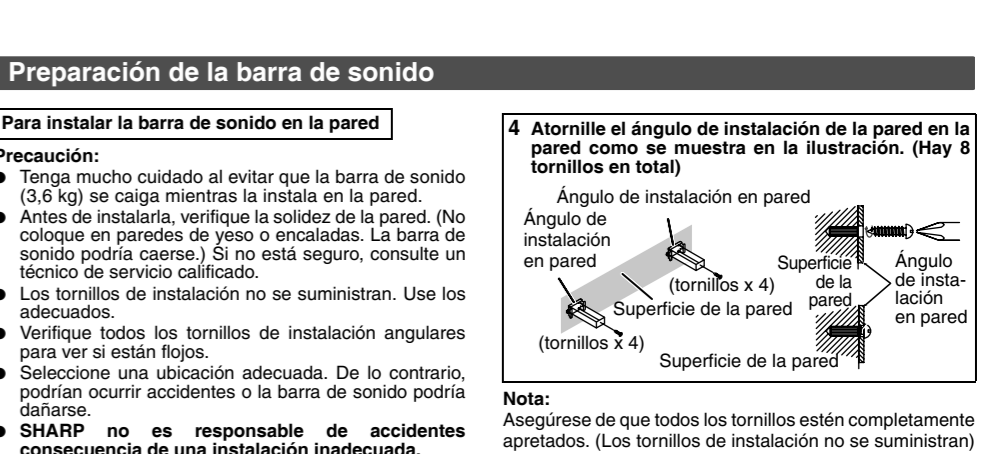 Preparación de la barra de sonido
Para instalar la barra de sonido en la pared
Precaución:
● Tenga mucho cuidado al evitar que la barra de sonido
(3,6 kg) se caiga mientras la instala en la pared.
● Antes de instalarla, verifique la solidez de la pared. (No
coloque en paredes de yeso o encaladas. La barra de
sonido podría caerse.) Si no está seguro, consulte un
técnico de servicio calificado.
● Los tornillos de instalación no se suministran. Use los
adecuados.
● Verifique todos los tornillos de instalación angulares
para ver si están flojos.
● Seleccione una ubicación adecuada. De lo contrario,
podrían ocurrir accidentes o la barra de sonido podría
dañarse.
● SHARP no es responsable de accidentes
consecuencia de una instalación inadecuada.
4 Atornille el ángulo de instalación de la pared en la
pared como se muestra en la ilustración. (Hay 8
tornillos en total)
Ángulo de instalación en pared
Ángulo de
instalación
en pared
(tornillos x 4)
Superficie de la pared
(tornillos x 4)
Superficie
de la
pared
Ángulo
de insta-
lación
en pared
Superficie de la pared
Nota:
Asegúrese de que todos los tornillos estén completamente
apretados. (Los tornillos de instalación no se suministran)